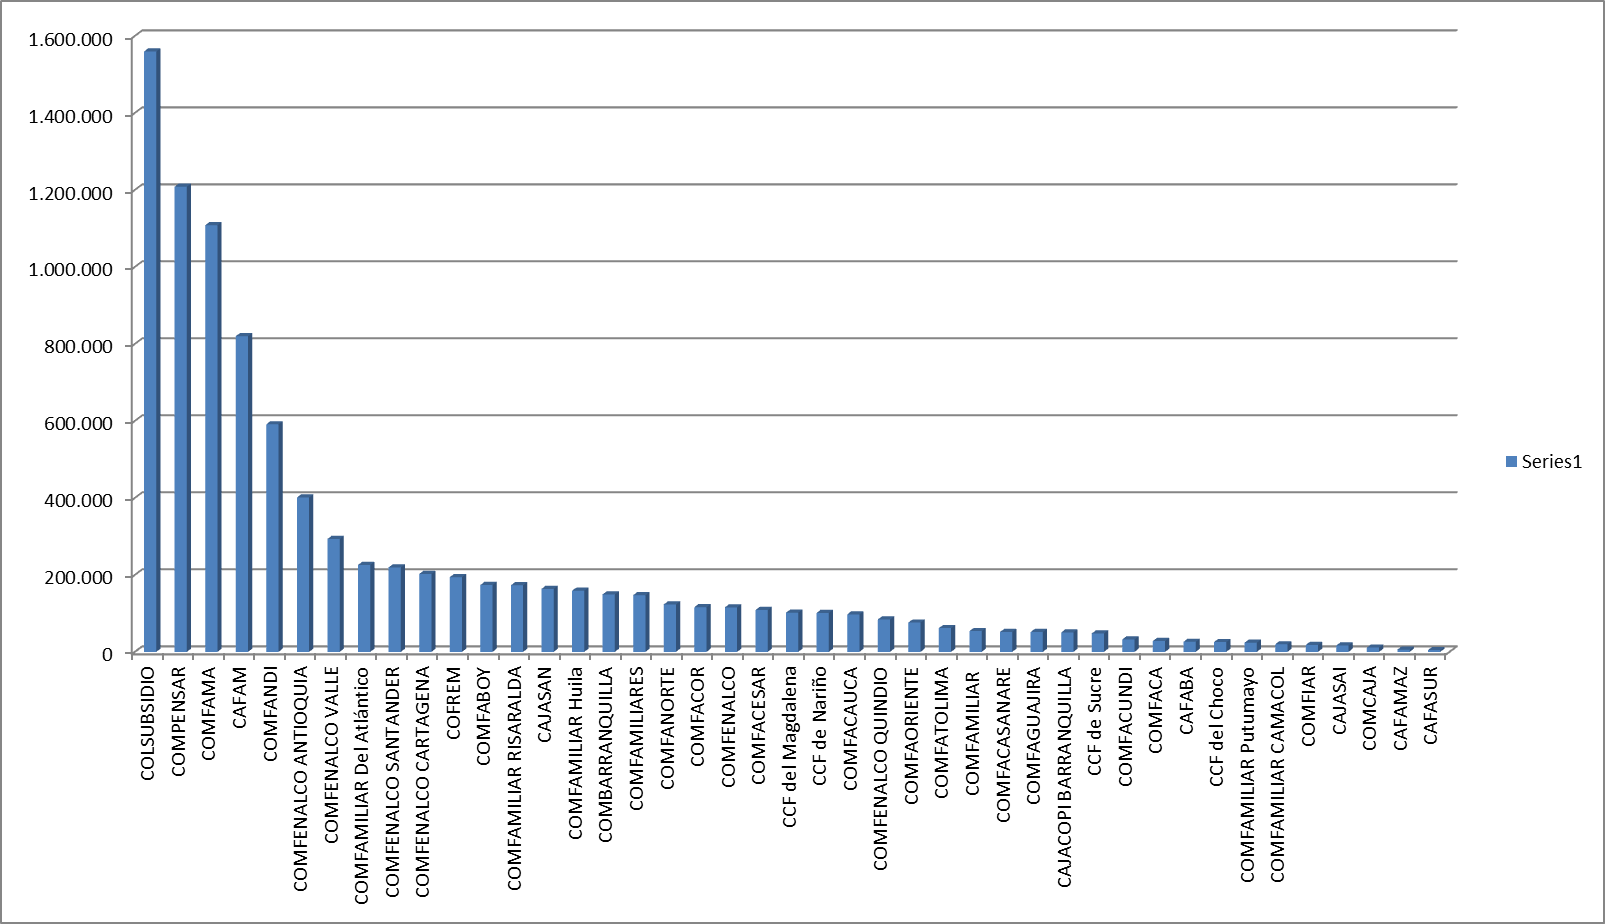 1.600.000
1.400.000
1.200.000
1.000.000
800.000
600.000
400.000
200.000
0
COLSUBSIDIO
COMPENSAR
COMFAMA
CAFAM
COMFANDI
COMFENALCO ANTIOQUIA
COMFENALCO VALLE
COMFAMILIAR Del Atlántico
COMFENALCO SANTANDER
COMFENALCO CARTAGENA
COFREM
COMFABOY
COMFAMILIAR RISARALDA
CAJASAN
COMFAMILIAR Huila
COMBARRANQUILLA
COMFAMILIARES
COMFANORTE
COMFACOR
COMFENALCO
COMFACESAR
CCF del Magdalena
CCF de Nariño
COMFACAUCA
COMFENALCO QUINDIO
COMFAORIENTE
COMFATOLIMA
COMFAMILIAR
COMFACASANARE
COMFAGUAJIRA
CAJACOPI BARRANQUILLA
CCF de Sucre
COMFACUNDI
COMFACA
CAFABA
CCF del Choco
COMFAMILIAR Putumayo
COMFAMILIAR CAMACOL
COMFIAR
CAJASAI
COMCAJA
CAFAMAZ
CAFASUR
Series1